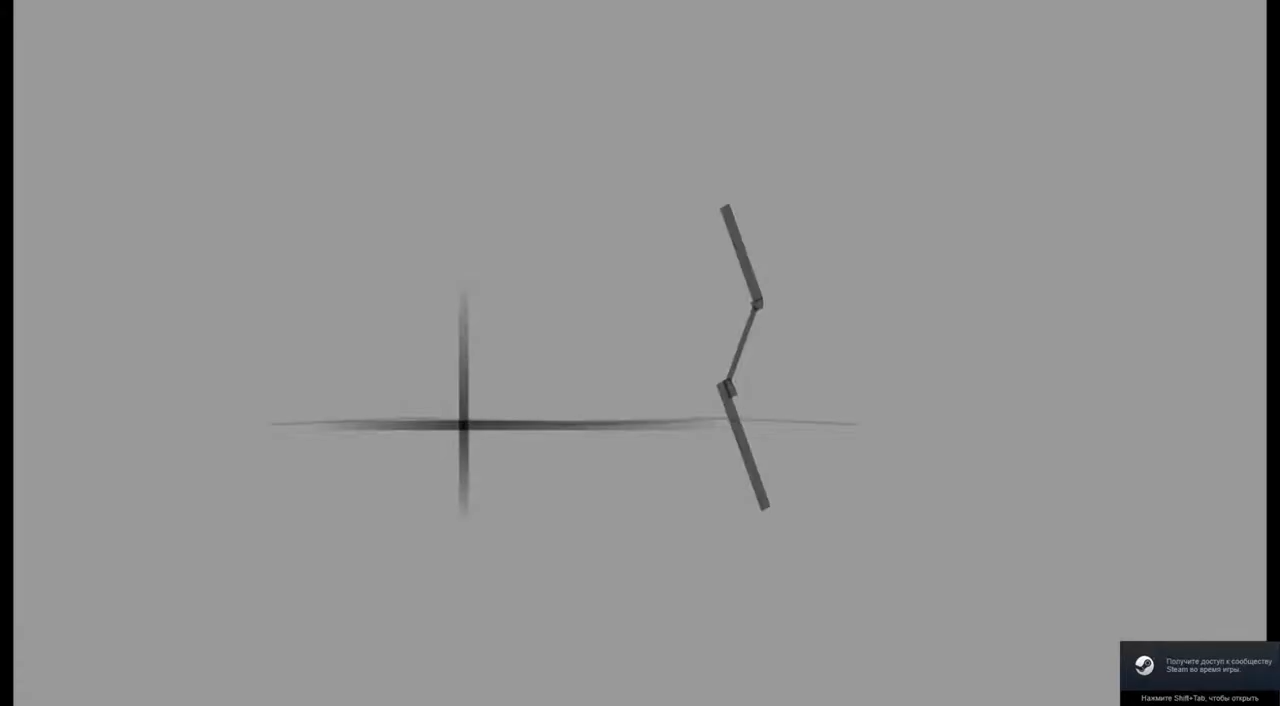 Получите доступ к сообществу
Steam во время игры.
Нажмите Shift+Tab, чтобы открыть